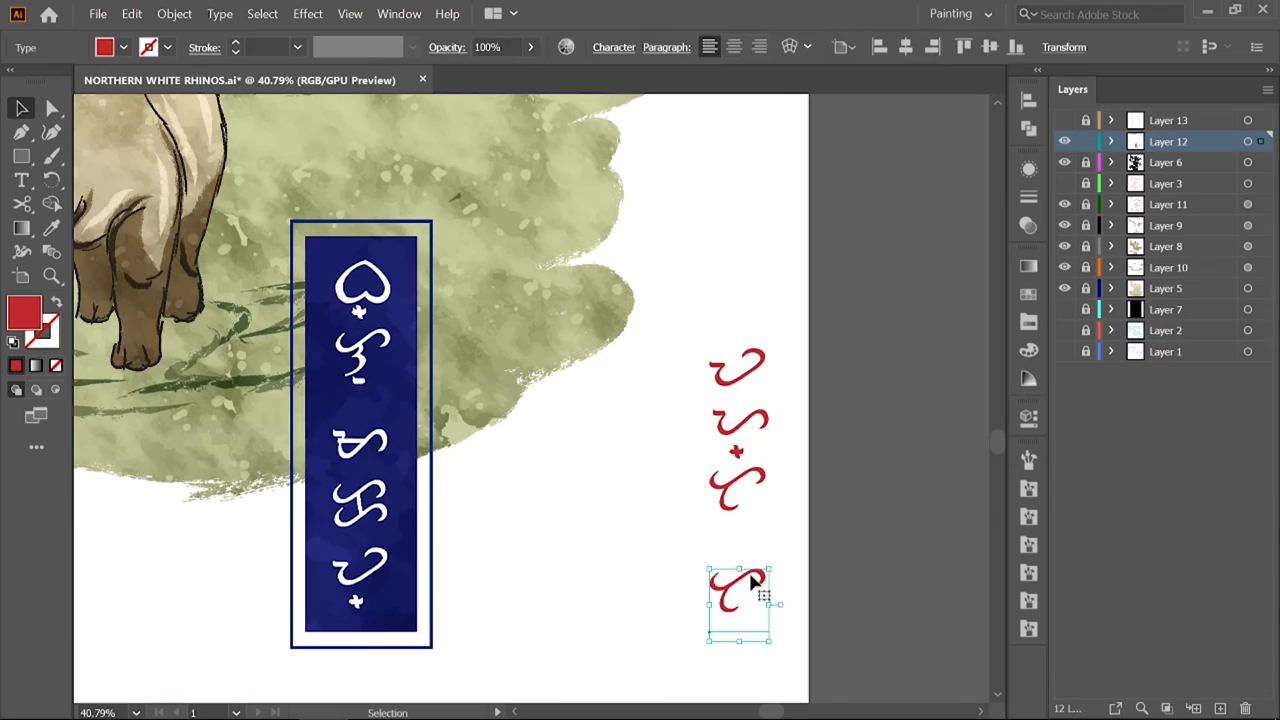 Ai
File Edit Object Type Select Effect View Window Help
Painting
Search Adobe Stock
Type
Stroke:
Opacity: 100%
Character Paragraph:
Transform
NORTHERN WHITE RHINOS.ai* @ 40.79% (RGB/GPU Preview)
Layers
Layer 13
Layer 12
Layer 6
Layer 3
Layer 11
Layer 9
Layer 8
Layer 10
Layer 5
Layer 7
Layer 2
Layer 1
40.79%
1
Selection
12 L...